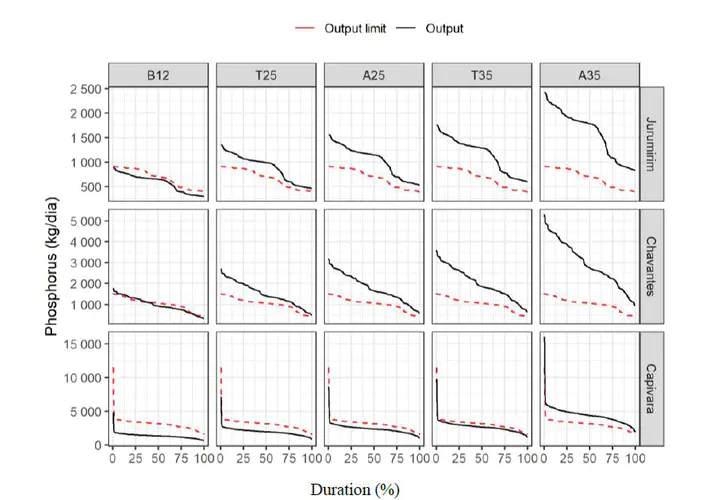 Output limit Output
B12 T25 A25 T35 A35
2 500
2 000
1 500
1 000
500
Jurumirim
5 000
4 000
3 000
2 000
1 000
Chavantes
15 000
10 000
5 000
0
Capivara
Phosphorus (kg/dia)
0 25 50 75 100 0 25 50 75 100 0 25 50 75 100 0 25 50 75 100 0 25 50 75 100
Duration (%)